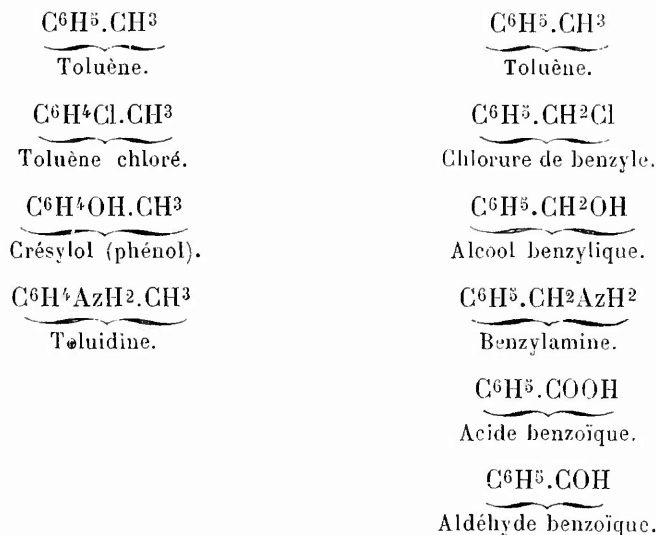 C⁶H⁵.CH³
Toluène.
C⁶H⁴Cl.CH³
Toluène chloré.
C⁶H⁴OH.CH³
Crésylol (phénol).
C⁶H⁴AzH².CH³
Toluidine.
C⁶H⁵.CH³
Toluène.
C⁶H⁵.CH²Cl
Chlorure de benzyle.
C⁶H⁵.CH²OH
Alcool benzylique.
C⁶H⁵.CH²AzH²
Benzylamine.
C⁶H⁵.COOH
Acide benzoïque.
C⁶H⁵.COH
Aldéhyde benzoïque.